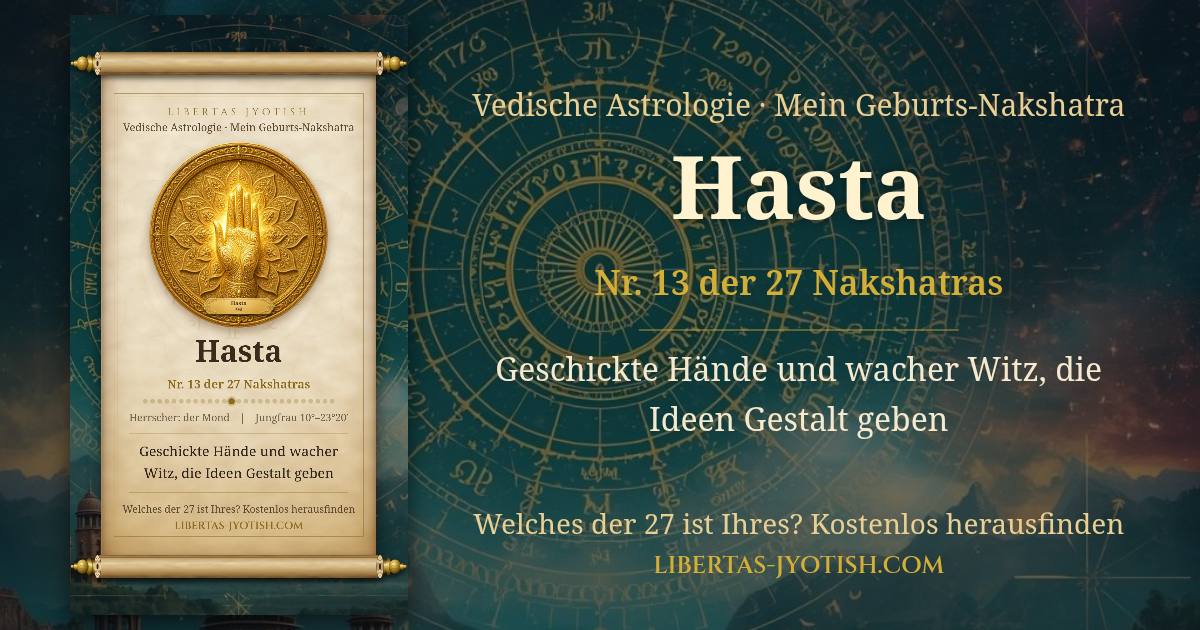 LIBERTAS JYOTISH
Vedische Astrologie · Mein Geburts-Nakshatra
Hasta
Hasta
Nr. 13 der 27 Nakshatras
Herrscher: der Mond | Jungfrau 10°–23°20'
Geschickte Hände und wacher
Witz, die Ideen Gestalt geben
Welches der 27 ist Ihres? Kostenlos herausfinden
LIBERTAS-JYOTISH.COM
Vedische Astrologie · Mein Geburts-Nakshatra
Hasta
Nr. 13 der 27 Nakshatras
Geschickte Hände und wacher Witz, die
Ideen Gestalt geben
Welches der 27 ist Ihres? Kostenlos herausfinden
LIBERTAS-JYOTISH.COM